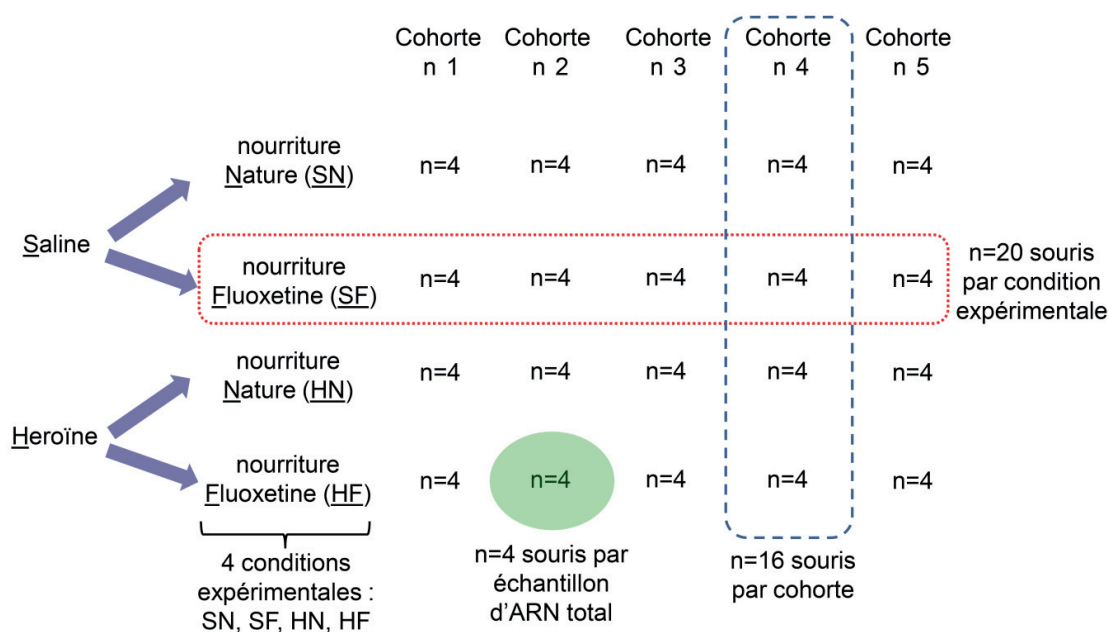 Cohorte
n 1
Cohorte
n 2
Cohorte
n 3
Cohorte
n 4
Cohorte
n 5
Saline
nourriture
Nature (SN)
n=4
n=4
n=4
n=4
n=4
nourriture
Fluoxetine (SF)
n=4
n=4
n=4
n=4
n=4
n=20 souris
par condition
expérimentale
Heroïne
nourriture
Nature (HN)
n=4
n=4
n=4
n=4
n=4
nourriture
Fluoxetine (HF)
n=4
n=4
n=4
n=4
n=4
4 conditions
expérimentales :
SN, SF, HN, HF
n=4 souris par
échantillon
d'ARN total
n=16 souris
par cohorte